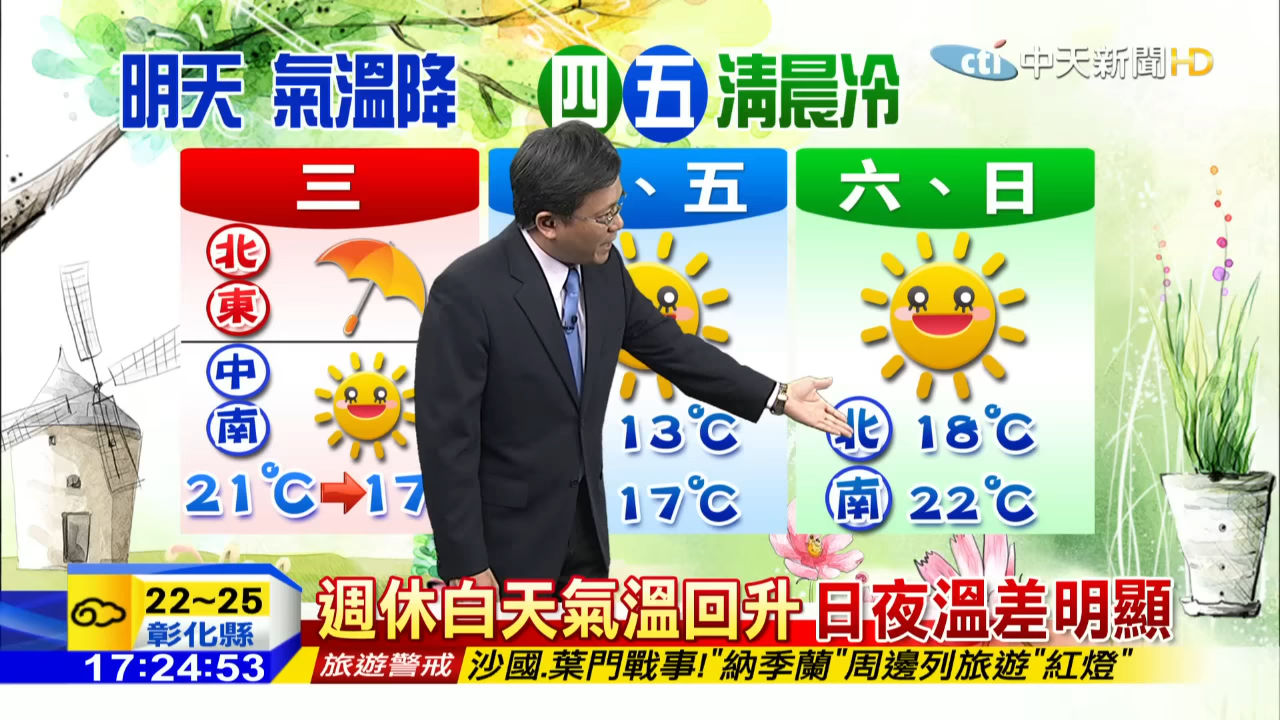 明天 氣溫降 四 五 清晨冷
cti 中天新聞HD
三
、五
六、日
北
東
中
南
21℃
17
13℃
17℃
北 18℃
南 22℃
22~25
彰化縣
17:24:53
週休白天氣溫回升 日夜溫差明顯
旅遊警戒 沙國.葉門戰事!"納季蘭"周邊列旅遊"紅燈"